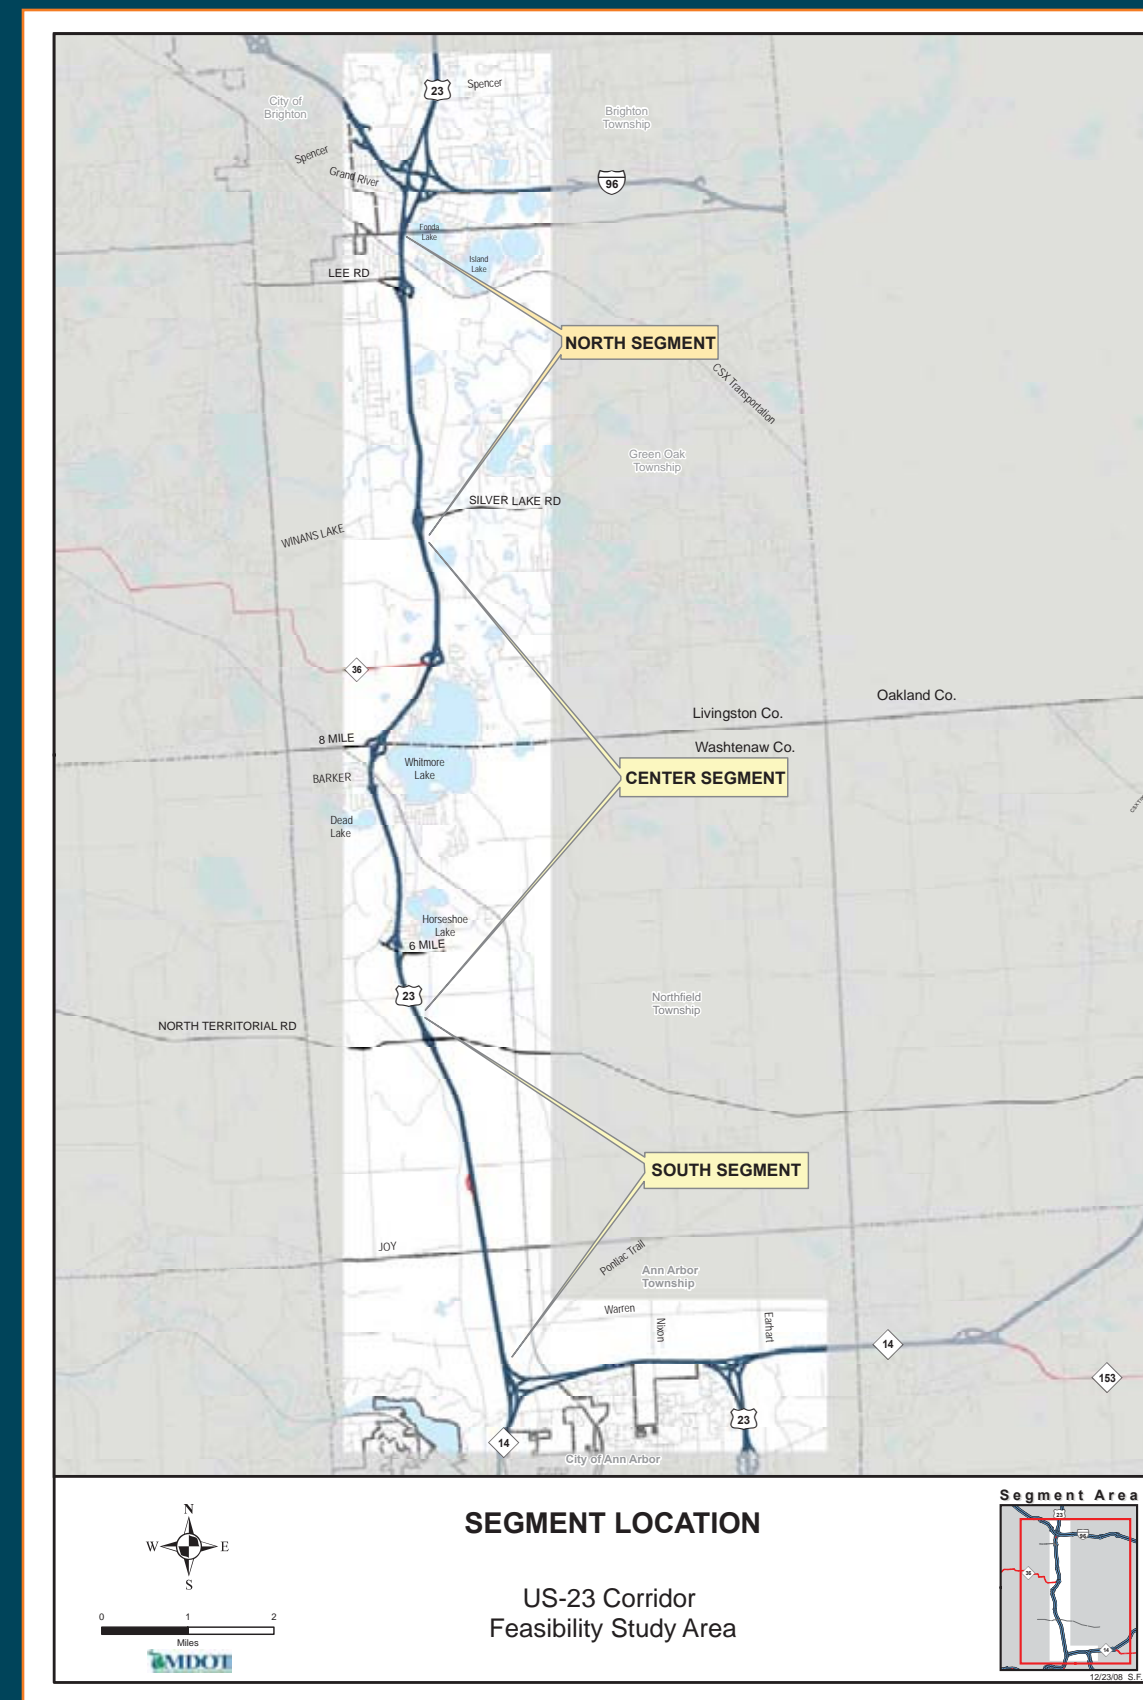 23
Spencer
City of
Brighton
Brighton
Township
Spencer
Grand River
96
Fonda
Lake
Island
Lake
LEE RD
NORTH SEGMENT
CSX Transportation
Green Oak
Township
SILVER LAKE RD
WINANS LAKE
36
Oakland Co.
Livingston Co.
8 MILE
Washtenaw Co.
Whitmore
Lake
BARKER
CENTER SEGMENT
Dead
Lake
Horseshoe
Lake
6 MILE
23
Northfield
Township
NORTH TERRITORIAL RD
SOUTH SEGMENT
JOY
Pontiac Trail
Ann Arbor
Township
Warren
Nixon
Earhart
14
153
23
14
City of Ann Arbor
Segment Area
23
96
36
14
12/23/08 S.F.
N
W E
S
SEGMENT LOCATION
US-23 Corridor
Feasibility Study Area
0 1 2
Miles
MDOT